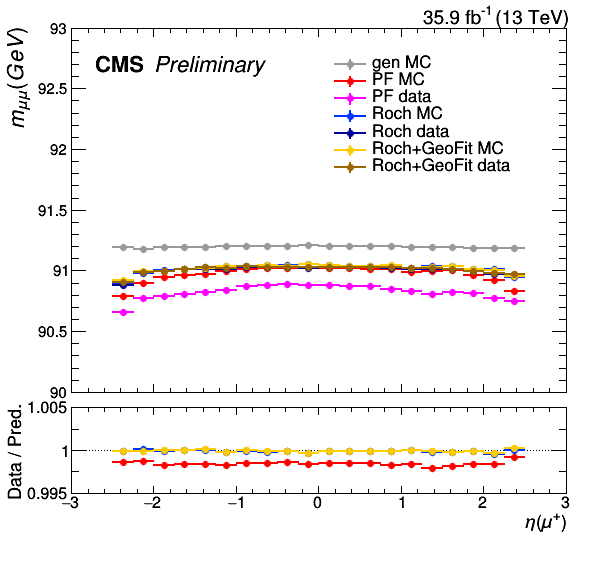 35.9 fb⁻¹ (13 TeV)
m_μμ (GeV)
CMS Preliminary
gen MC
PF MC
PF data
Roch MC
Roch data
Roch+GeoFit MC
Roch+GeoFit data
93
92.5
92
91.5
91
90.5
90
Data / Pred.
1.005
1
0.995
−3 −2 −1 0 1 2 3
η(μ⁺)